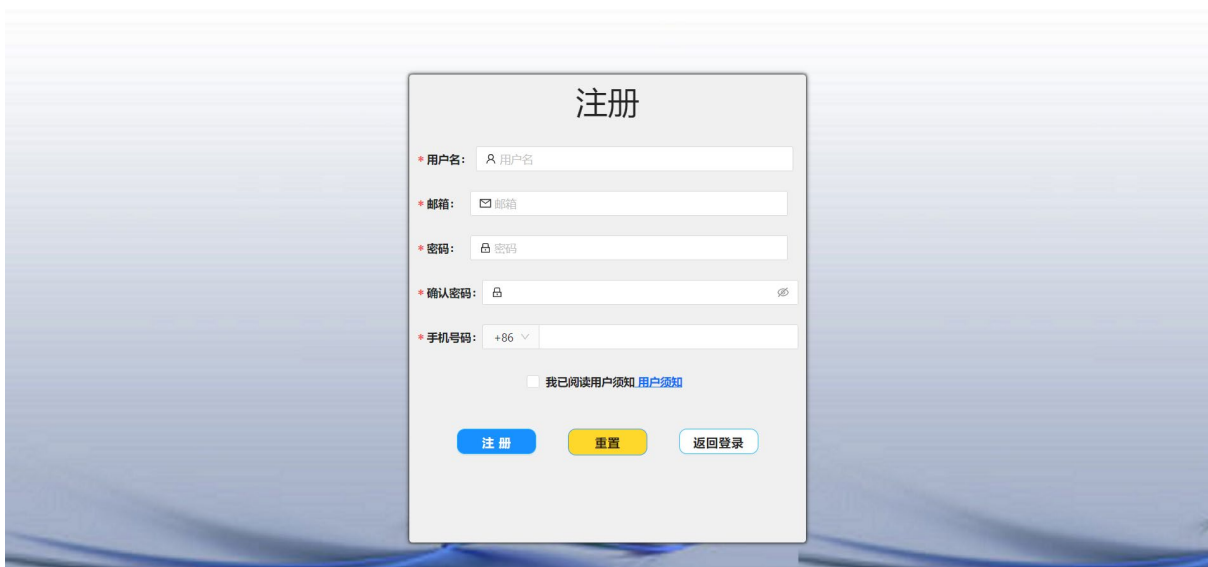 注册
* 用户名： 用户名
* 邮箱： 邮箱
* 密码： 密码
* 确认密码：
* 手机号码： +86
我已阅读用户须知 用户须知
注 册 重置 返回登录